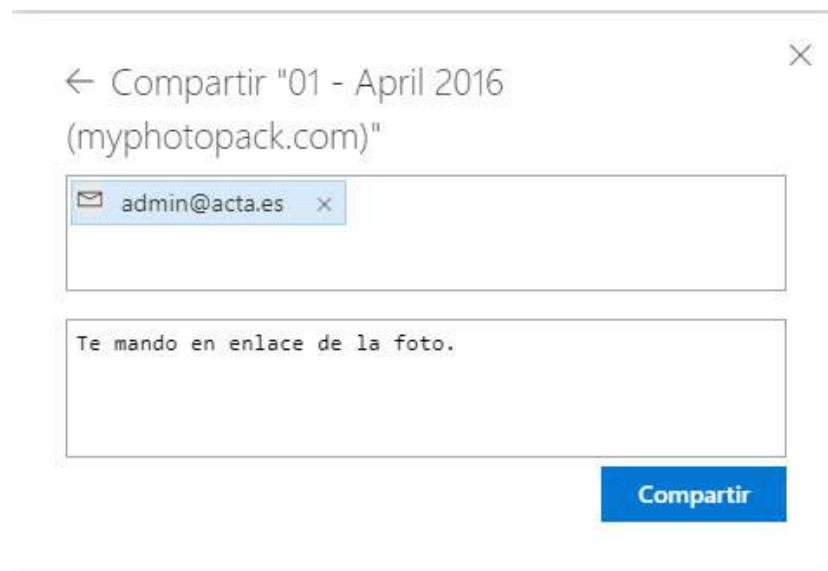 ← Compartir "01 - April 2016
(myphotopack.com)"
admin@acta.es ×
Te mando en enlace de la foto.
Compartir